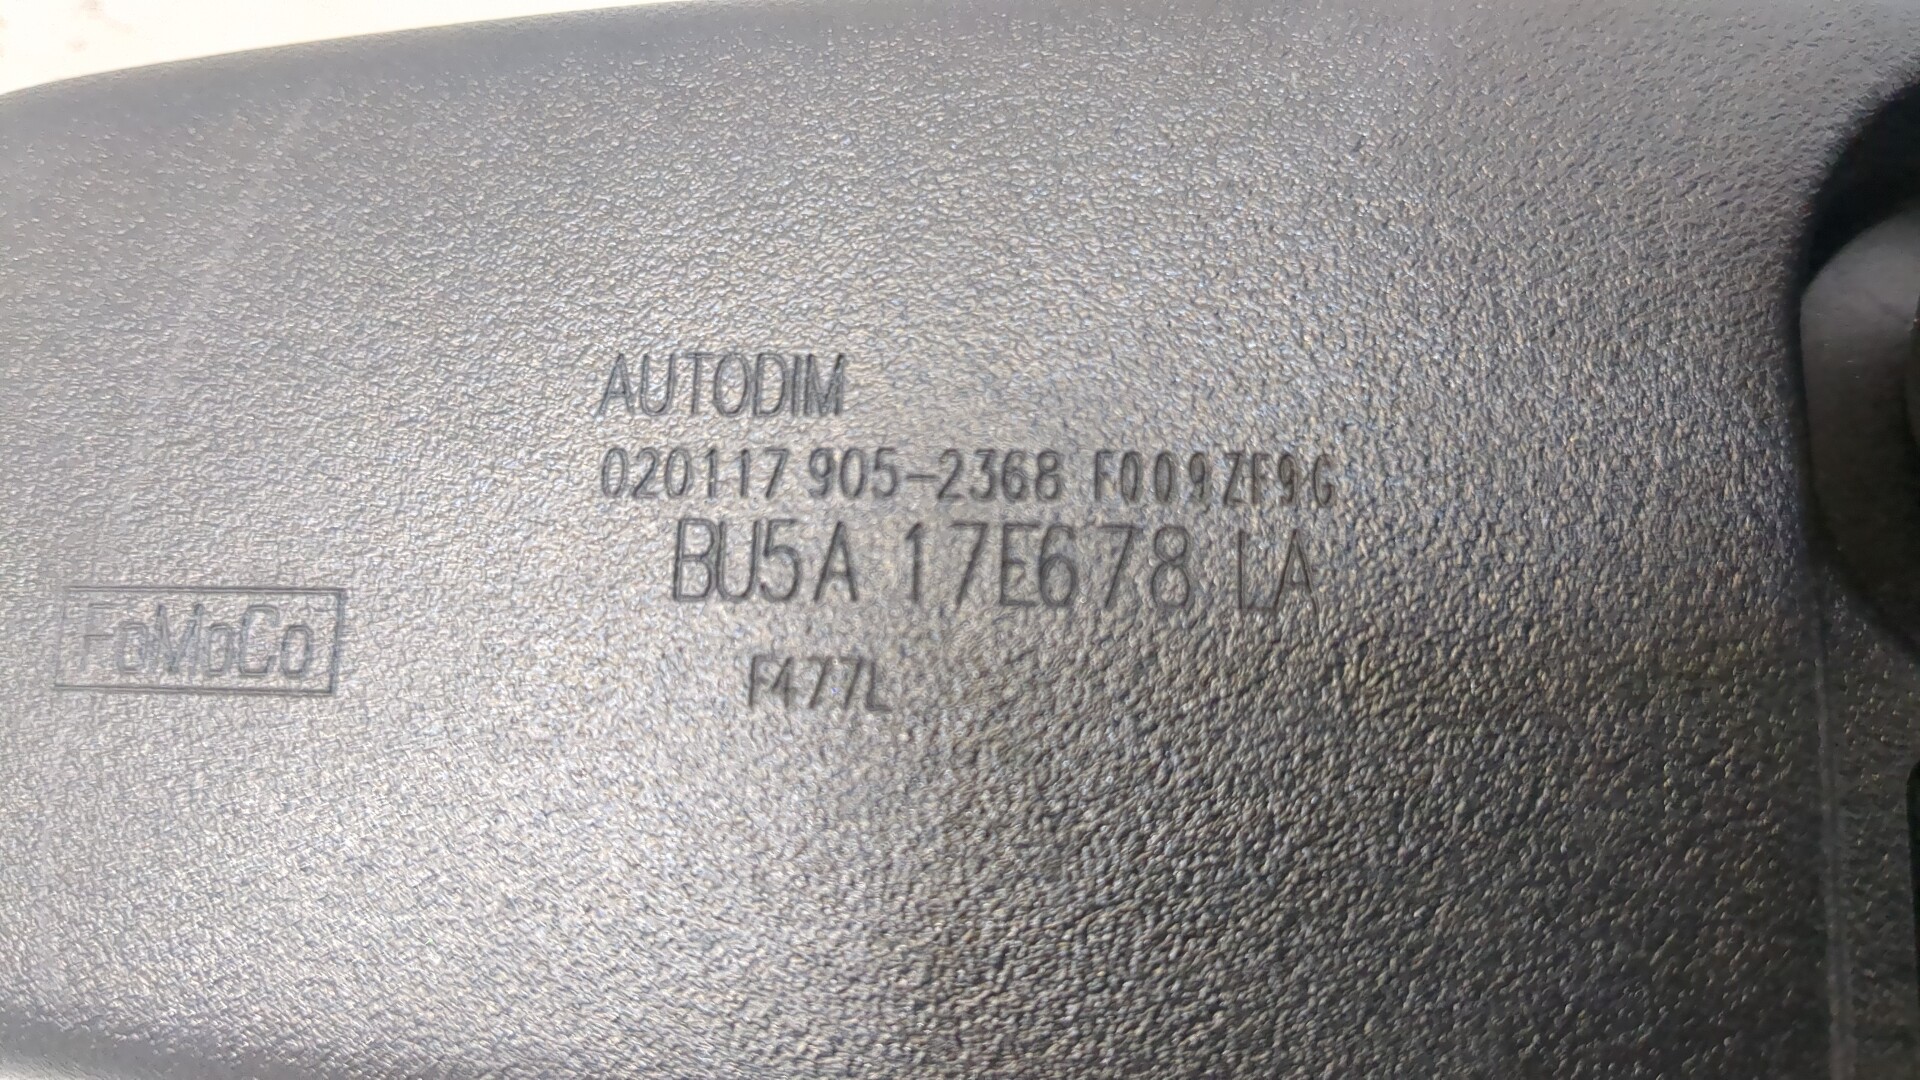 AUTODIM
020117 905-2368 F009ZF9G
BU5A 17E678 LA
FoMoCo
F477L